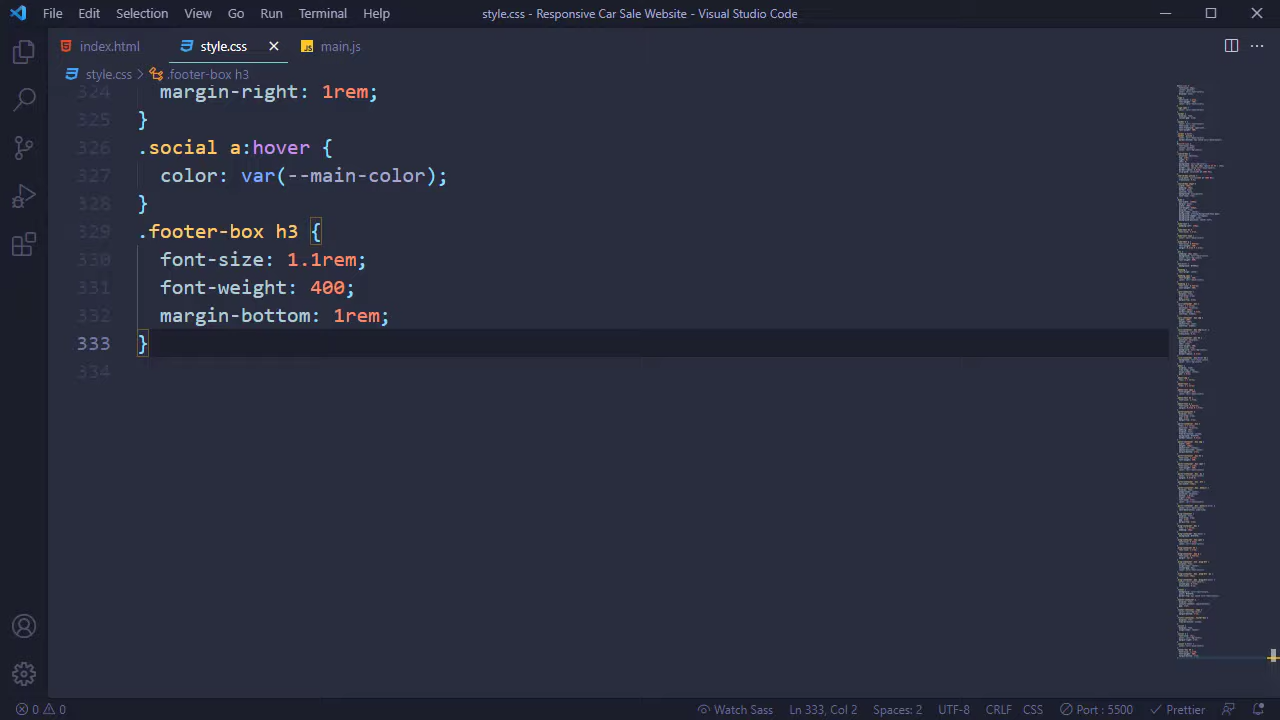 File Edit Selection View Go Run Terminal Help style.css - Responsive Car Sale Website - Visual Studio Code
index.html style.css main.js
style.css .footer-box h3
324 margin-right: 1rem;
325 }
326 .social a:hover {
327 color: var(--main-color);
328 }
329 .footer-box h3 {
330 font-size: 1.1rem;
331 font-weight: 400;
332 margin-bottom: 1rem;
333 }
334
0 0 Watch Sass Ln 333, Col 2 Spaces: 2 UTF-8 CRLF CSS Port : 5500 Prettier